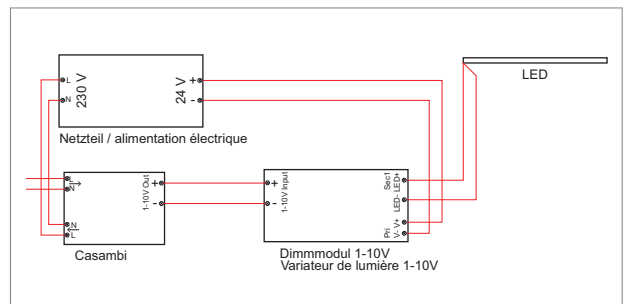 L
N
230 V
24 V
+
-
Netzteil / alimentation électrique
LED
L
N
N
L
1-10V Out
+
-
Casambi
+
-
1-10V Input
Sec1
LED- LED+
Pri
V- V+
Dimmmodul 1-10V
Variateur de lumière 1-10V